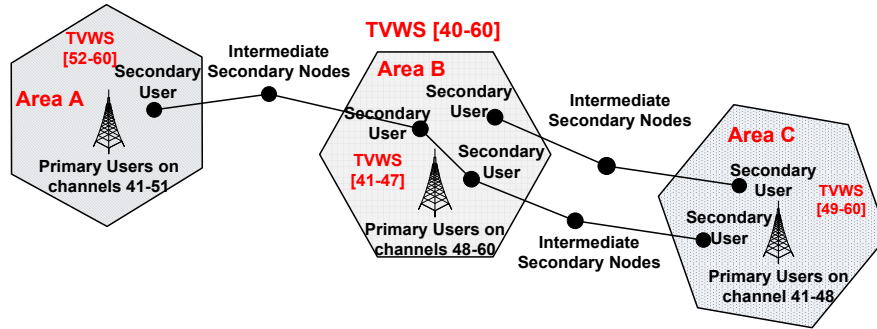 TVWS
[52-60]
Secondary
User
Area A
Primary Users on
channels 41-51
Intermediate
Secondary Nodes
TVWS [40-60]
Area B
Secondary
User
Secondary
User
TVWS
[41-47]
Secondary
User
Primary Users on
channels 48-60
Intermediate
Secondary Nodes
Intermediate
Secondary Nodes
Area C
Secondary
User
TVWS
[49-60]
Secondary
User
Primary Users on
channel 41-48